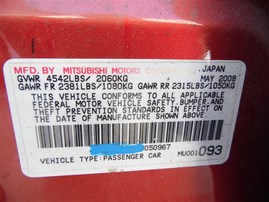 MFD. BY MITSUBISHI MOTORS CORPORATION JAPAN
GVWR 4542LBS/ 2060KG MAY 2008
GAWR FR 2381LBS/1080KG GAWR RR 2315LBS/1050KG
THIS VEHICLE CONFORMS TO ALL APPLICABLE
FEDERAL MOTOR VEHICLE SAFETY, BUMPER, AND
THEFT PREVENTION STANDARDS IN EFFECT ON
THE DATE OF MANUFACTURE SHOWN ABOVE.
050967
VEHICLE TYPE:PASSENGER CAR MU001093